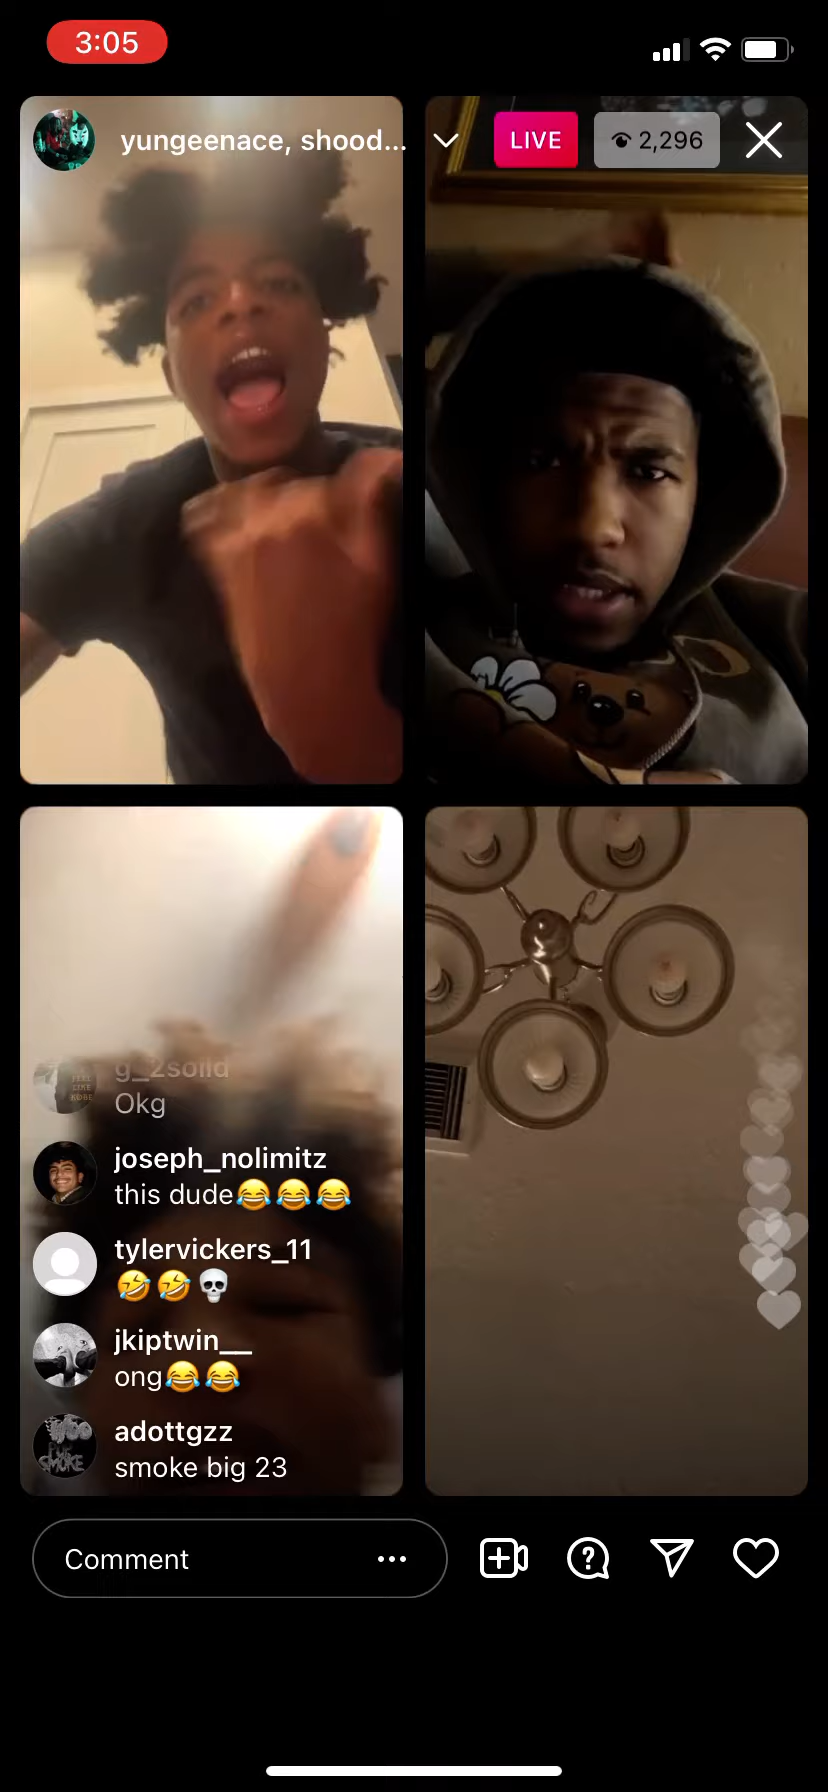 3:05
yungeenace, shood...
LIVE
2,296
g_2solid
Okg
joseph_nolimitz
this dude😂😂😂
tylervickers_11
🤣🤣💀
jkiptwin__
ong😂😂
adottgzz
smoke big 23
Comment